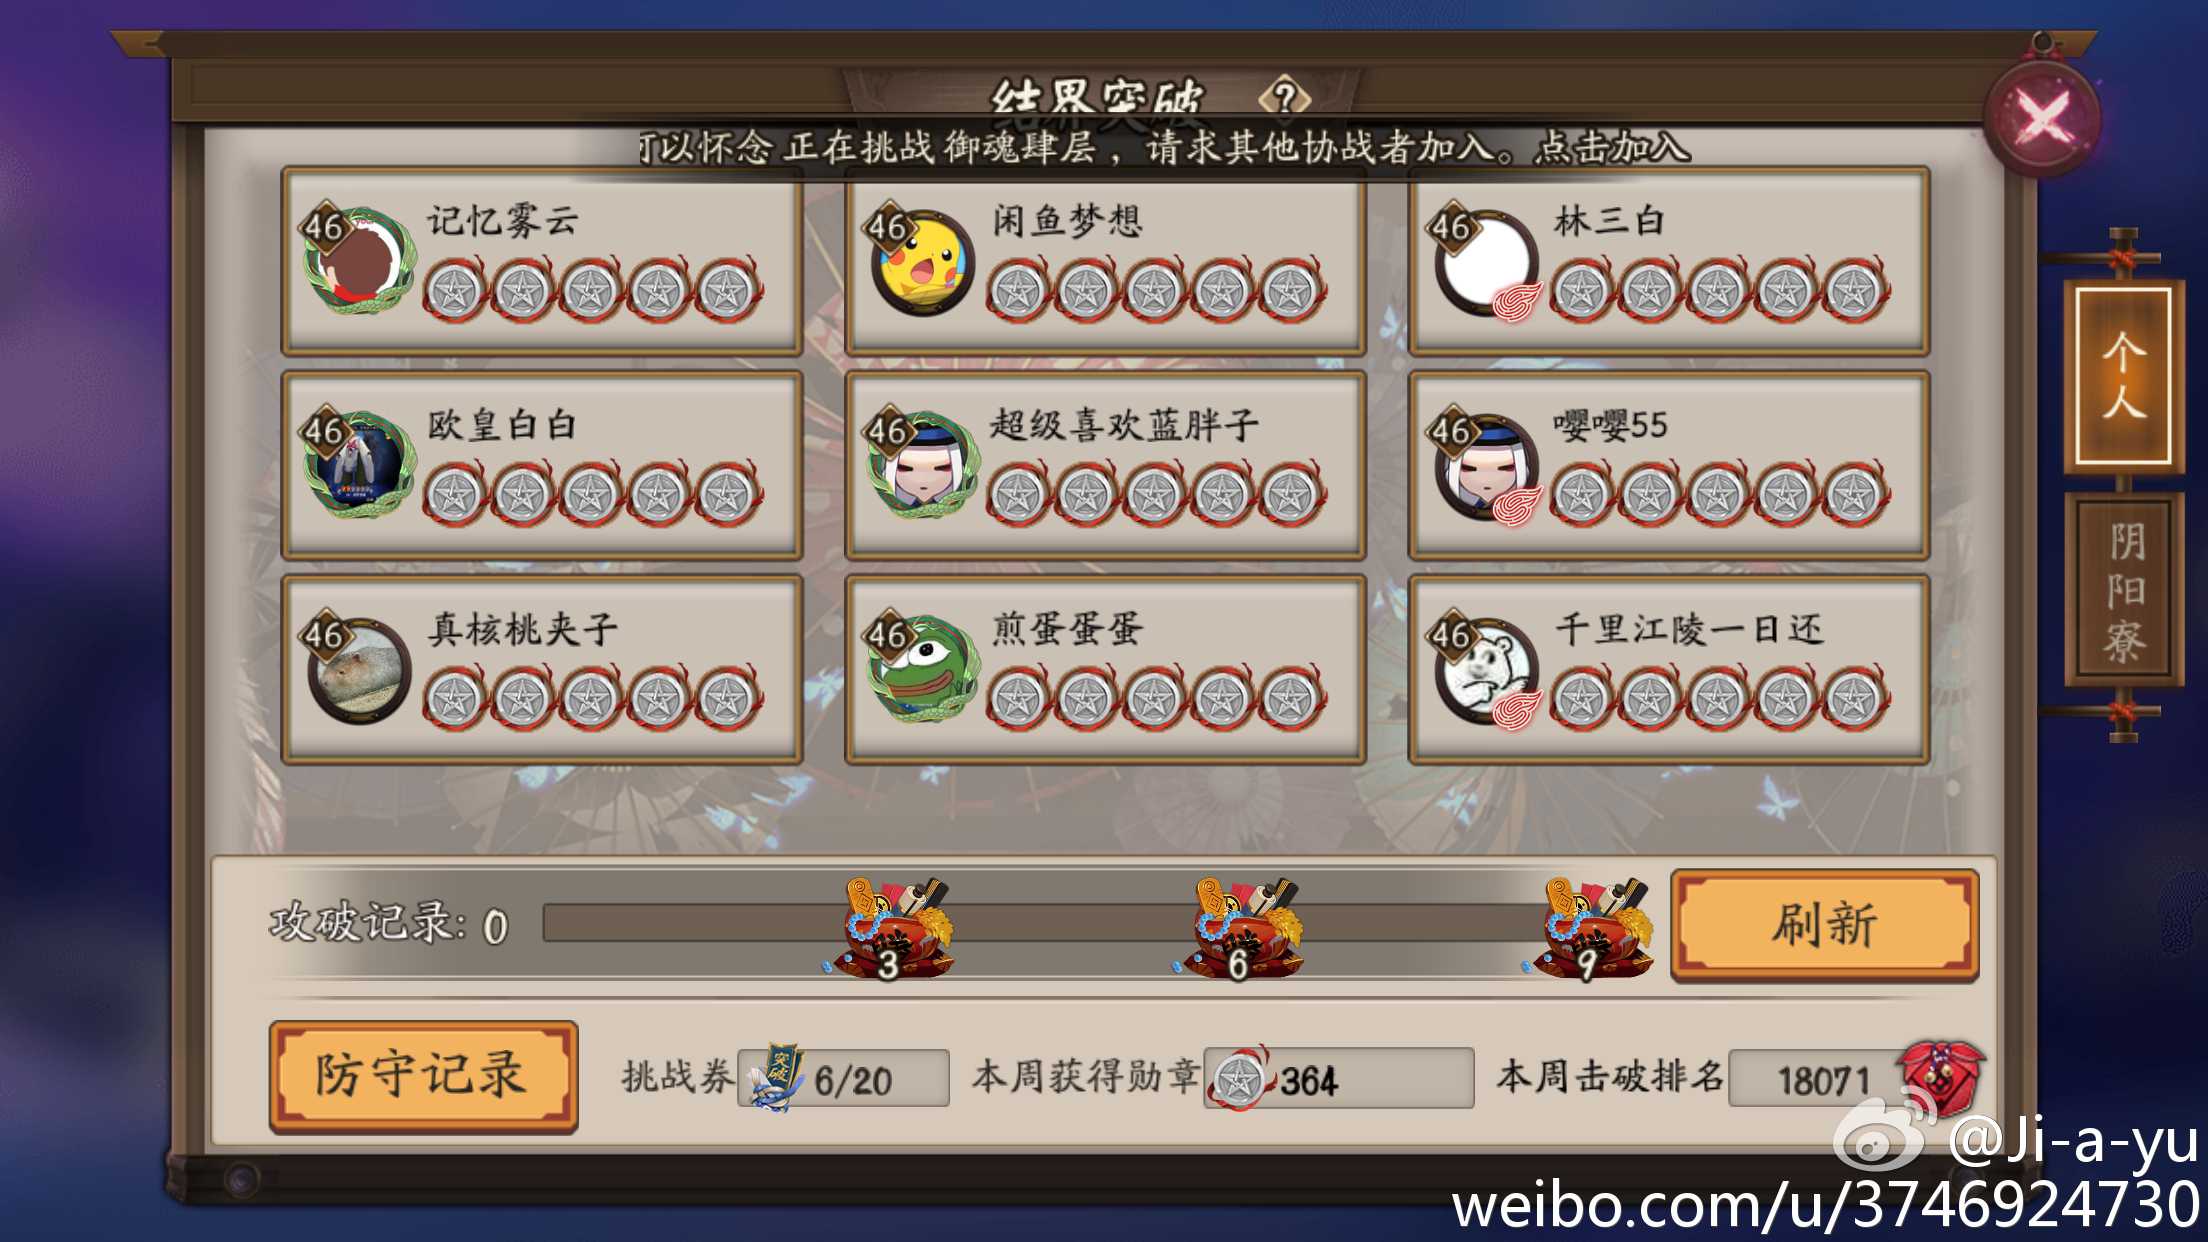 结界突破 ?
可以怀念 正在挑战 御魂肆层，请求其他协战者加入。点击加入
46 记忆雾云
46 闲鱼梦想
46 林三白
46 欧皇白白
46 超级喜欢蓝胖子
46 嘤嘤55
46 真核桃夹子
46 煎蛋蛋蛋
46 千里江陵一日还
个人
阴阳寮
攻破记录: 0
3
6
9
刷新
防守记录
挑战券 突破 6/20
本周获得勋章 364
本周击破排名 18071
@Ji-a-yu
weibo.com/u/3746924730